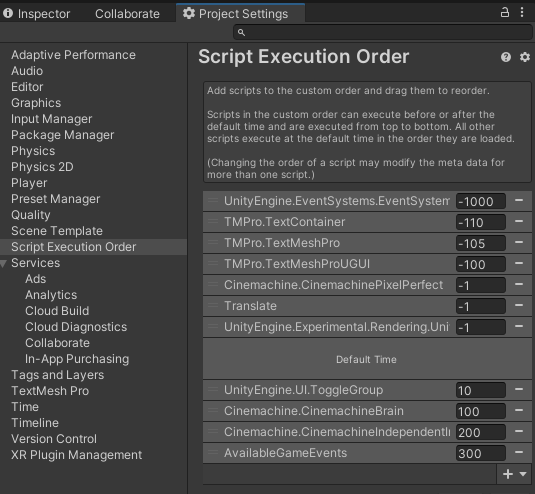 Inspector
Collaborate
Project Settings
Adaptive Performance
Audio
Editor
Graphics
Input Manager
Package Manager
Physics
Physics 2D
Player
Preset Manager
Quality
Scene Template
Script Execution Order
Services
Ads
Analytics
Cloud Build
Cloud Diagnostics
Collaborate
In-App Purchasing
Tags and Layers
TextMesh Pro
Time
Timeline
Version Control
XR Plugin Management
Script Execution Order
Add scripts to the custom order and drag them to reorder.
Scripts in the custom order can execute before or after the
default time and are executed from top to bottom. All other
scripts execute at the default time in the order they are loaded.
(Changing the order of a script may modify the meta data for
more than one script.)
UnityEngine.EventSystems.EventSystem -1000
TMPro.TextContainer -110
TMPro.TextMeshPro -105
TMPro.TextMeshProUGUI -100
Cinemachine.CinemachinePixelPerfect -1
Translate -1
UnityEngine.Experimental.Rendering.Uni -1
Default Time
UnityEngine.UI.ToggleGroup 10
Cinemachine.CinemachineBrain 100
Cinemachine.CinemachineIndependentI 200
AvailableGameEvents 300